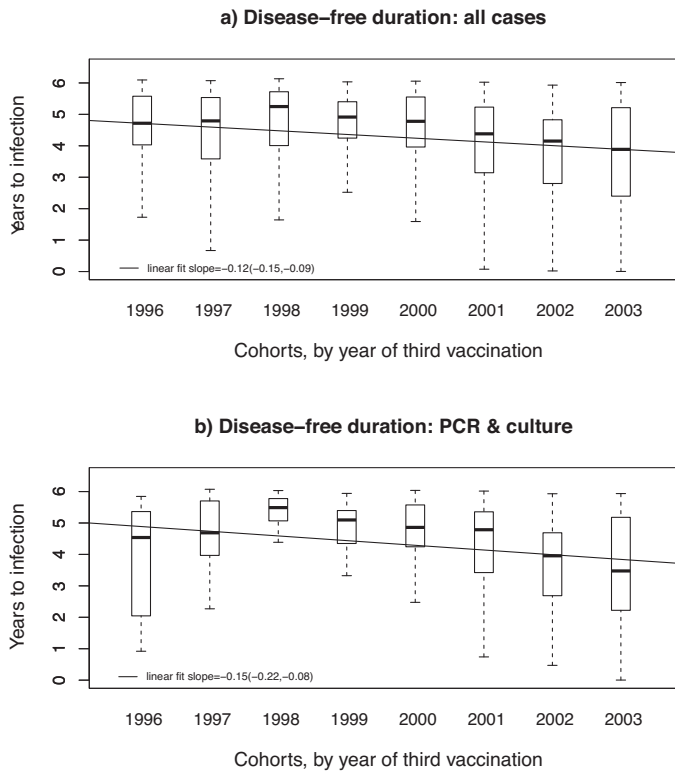 a) Disease–free duration: all cases
Years to infection
6
5
4
3
2
1
0
linear fit slope=−0.12(−0.15,−0.09)
1996 1997 1998 1999 2000 2001 2002 2003
Cohorts, by year of third vaccination
b) Disease–free duration: PCR & culture
Years to infection
6
5
4
3
2
1
0
linear fit slope=−0.15(−0.22,−0.08)
1996 1997 1998 1999 2000 2001 2002 2003
Cohorts, by year of third vaccination